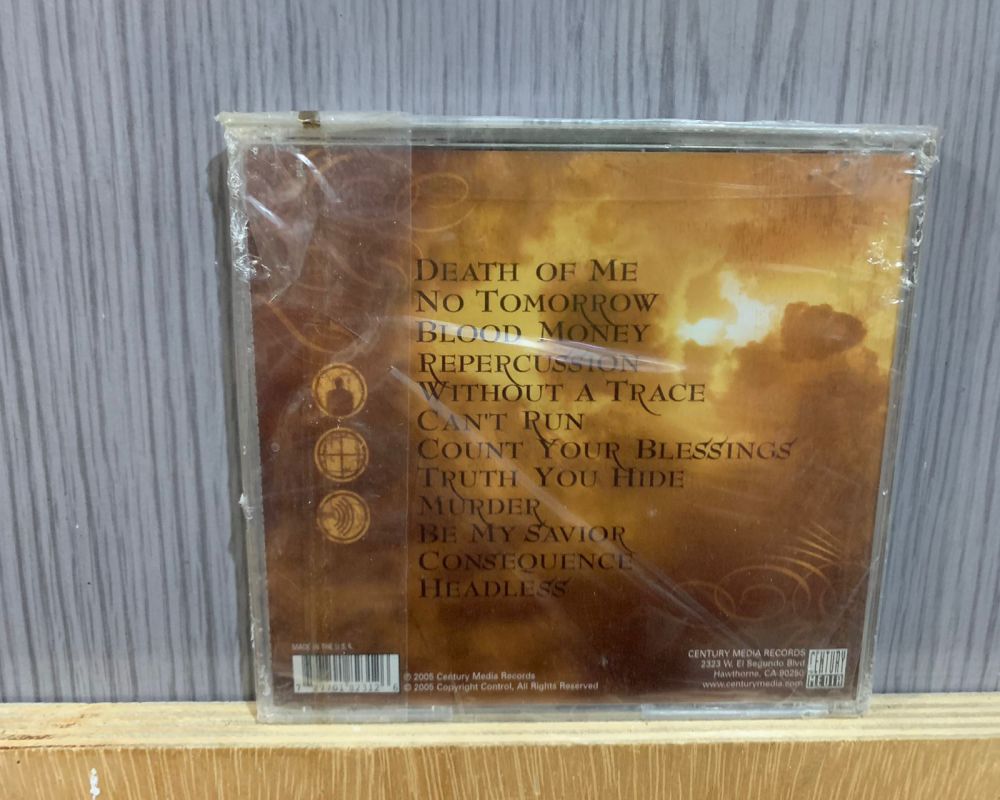 DEATH OF ME
NO TOMORROW
BLOOD MONEY
REPERCUSSION
WITHOUT A TRACE
CAN'T RUN
COUNT YOUR BLESSINGS
TRUTH YOU HIDE
MURDER
BE MY SAVIOR
CONSEQUENCE
HEADLESS
MADE IN THE U.S.A.
℗ 2005 Century Media Records
© 2005 Copyright Control, All Rights Reserved
CENTURY MEDIA RECORDS
2323 W. El Segundo Blvd
Hawthorne, CA 90250
www.centurymedia.com
CENTURY
MEDIA